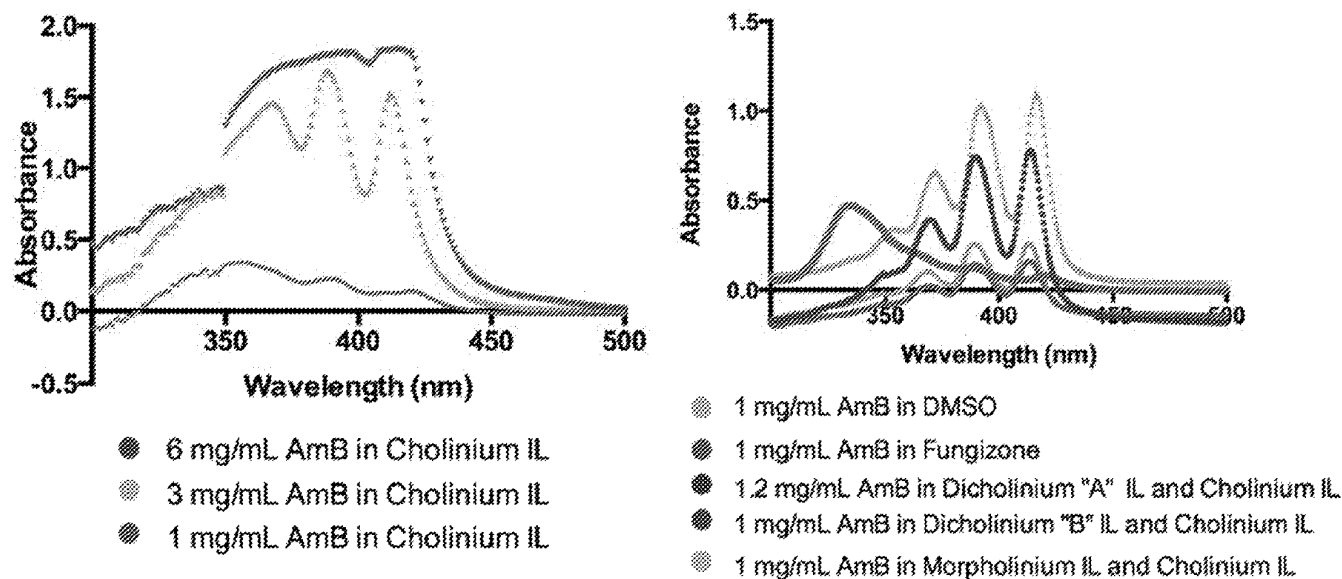 2.0
1.5
1.0
0.5
0.0
-0.5
Absorbance
350
400
450
500
Wavelength (nm)
6 mg/mL AmB in Cholinium IL
3 mg/mL AmB in Cholinium IL
1 mg/mL AmB in Cholinium IL
1.5
1.0
0.5
0.0
Absorbance
350
400
450
500
Wavelength (nm)
1 mg/mL AmB in DMSO
1 mg/mL AmB in Fungizone
1.2 mg/mL AmB in Dicholinium "A" IL and Cholinium IL
1 mg/mL AmB in Dicholinium "B" IL and Cholinium IL
1 mg/mL AmB in Morpholinium IL and Cholinium IL